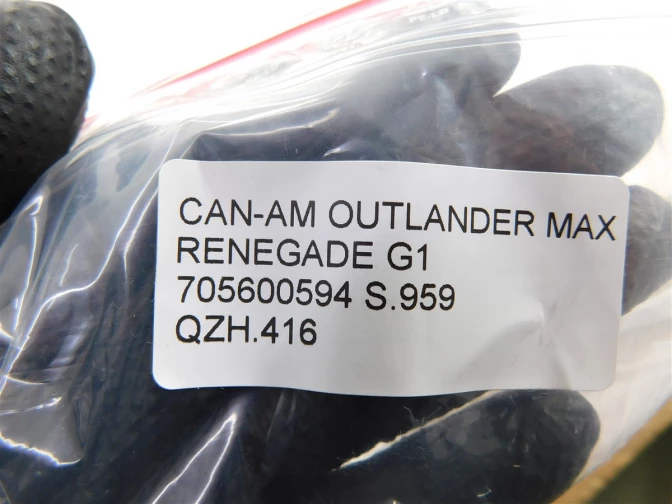 CAN-AM OUTLANDER MAX
RENEGADE G1
705600594 S.959
QZH.416